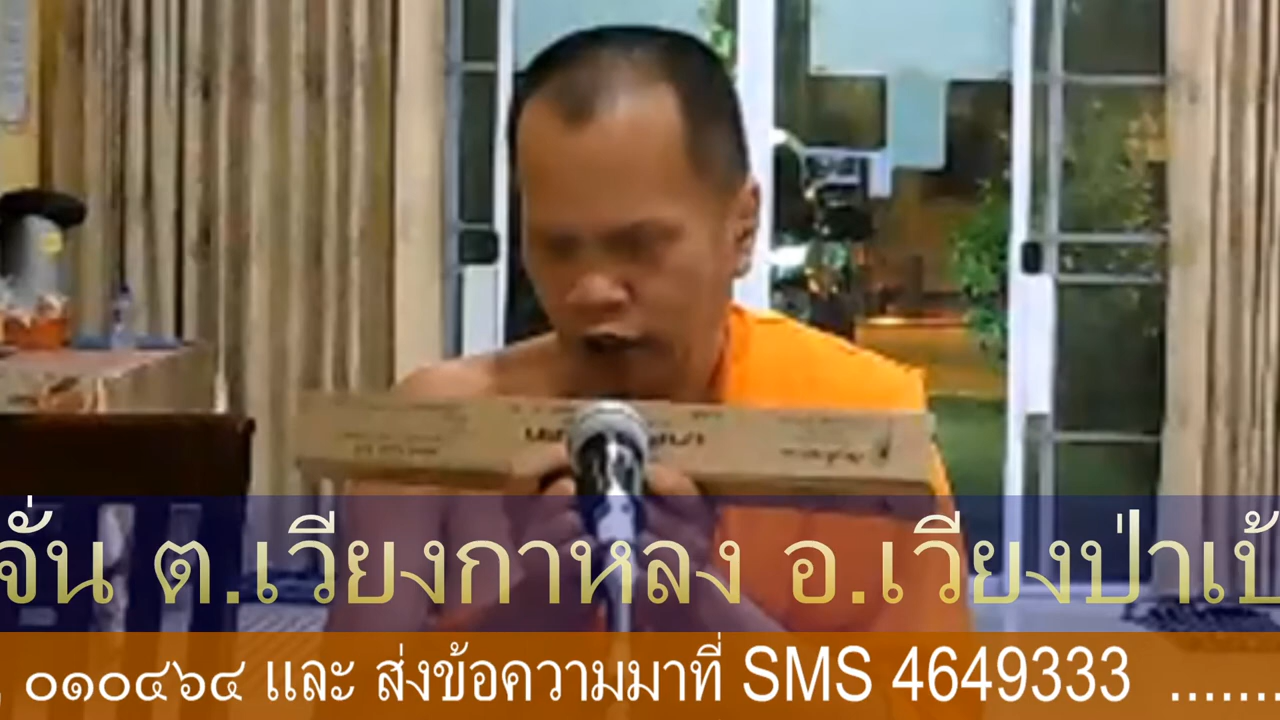 จั่น ต.เวียงกาหลง อ.เวียงป่าเป้
, ๐๑๐๔๖๔ และ ส่งข้อความมาที่ SMS 4649333 .......